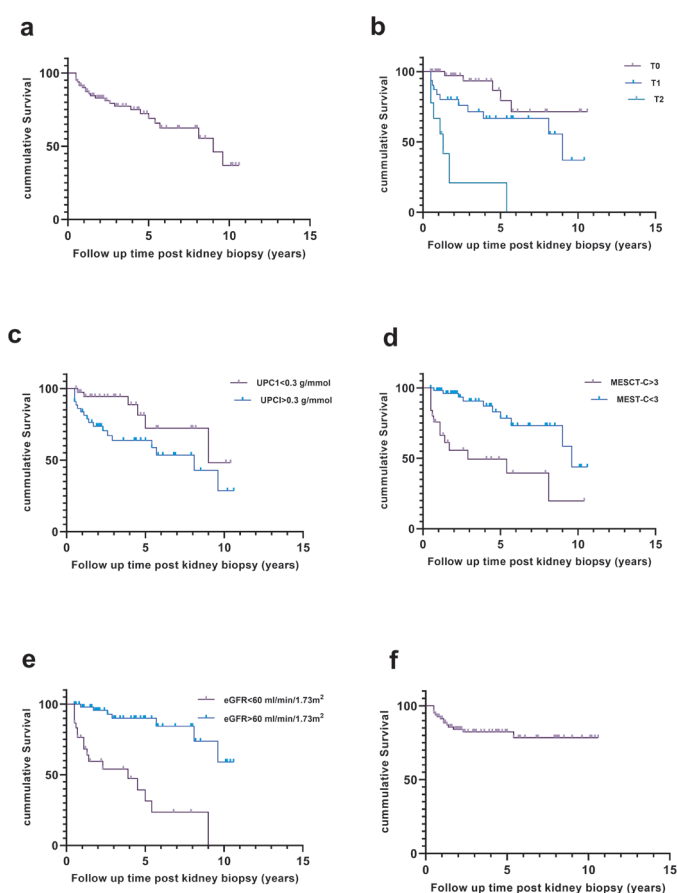 a
100
50
0
0 5 10 15
cummulative Survival
Follow up time post kidney biopsy (years)
b
100
50
0
0 5 10 15
cummulative Survival
Follow up time post kidney biopsy (years)
T0
T1
T2
c
100
50
0
0 5 10 15
cummulative Survival
Follow up time post kidney biopsy (years)
UPC1<0.3 g/mmol
UPCI>0.3 g/mmol
d
100
50
0
0 5 10 15
cummulative Survival
Follow up time post kidney biopsy (years)
MESCT-C>3
MEST-C<3
e
100
50
0
0 5 10 15
cummulative Survival
Follow up time post kidney biopsy (years)
eGFR<60 ml/min/1.73m²
eGFR>60 ml/min/1.73m²
f
100
50
0
0 5 10 15
cummulative Survival
Follow up time post kidney biopsy (years)